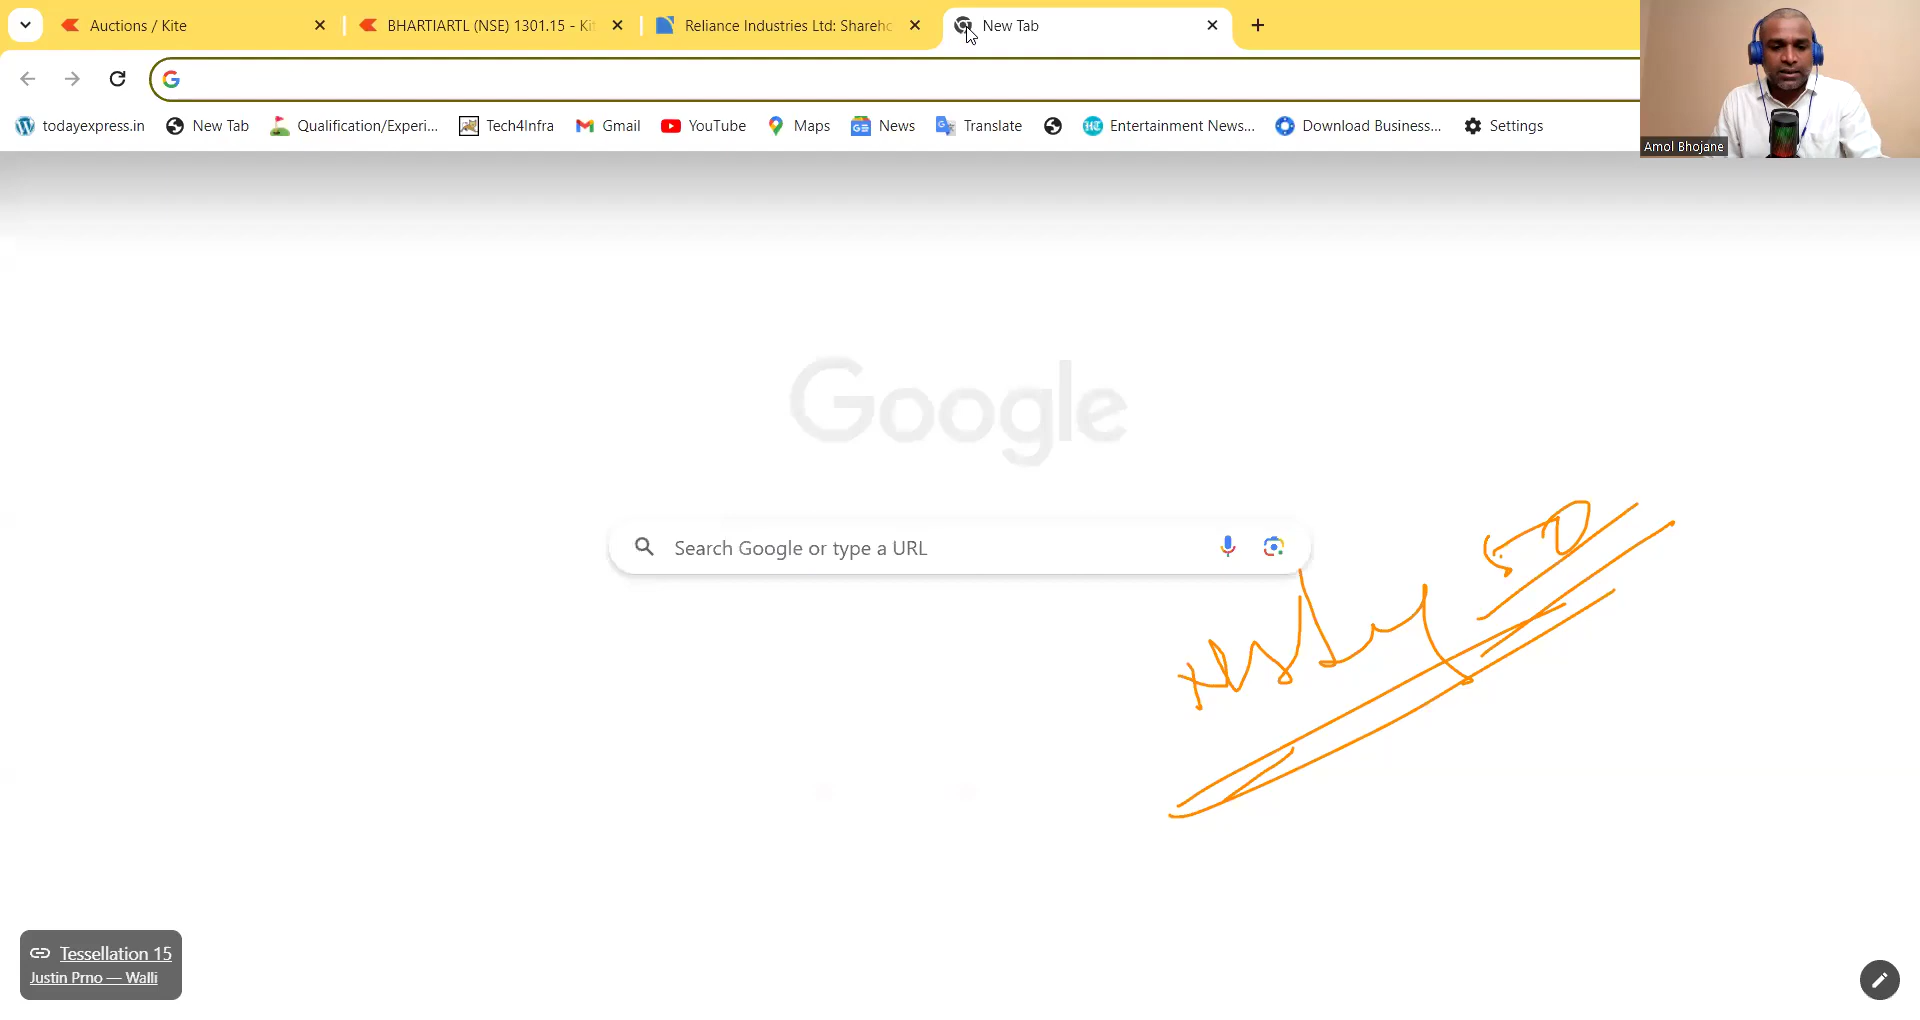 Auctions / Kite
BHARTIARTL (NSE) 1301.15 - Kit
Reliance Industries Ltd: Shareho
New Tab
todayexpress.in
New Tab
Qualification/Experi...
Tech4Infra
Gmail
YouTube
Maps
News
Translate
Entertainment News...
Download Business...
Settings
Amol Bhojane
Google
Search Google or type a URL
50
Tessellation 15
Justin Prno — Walli